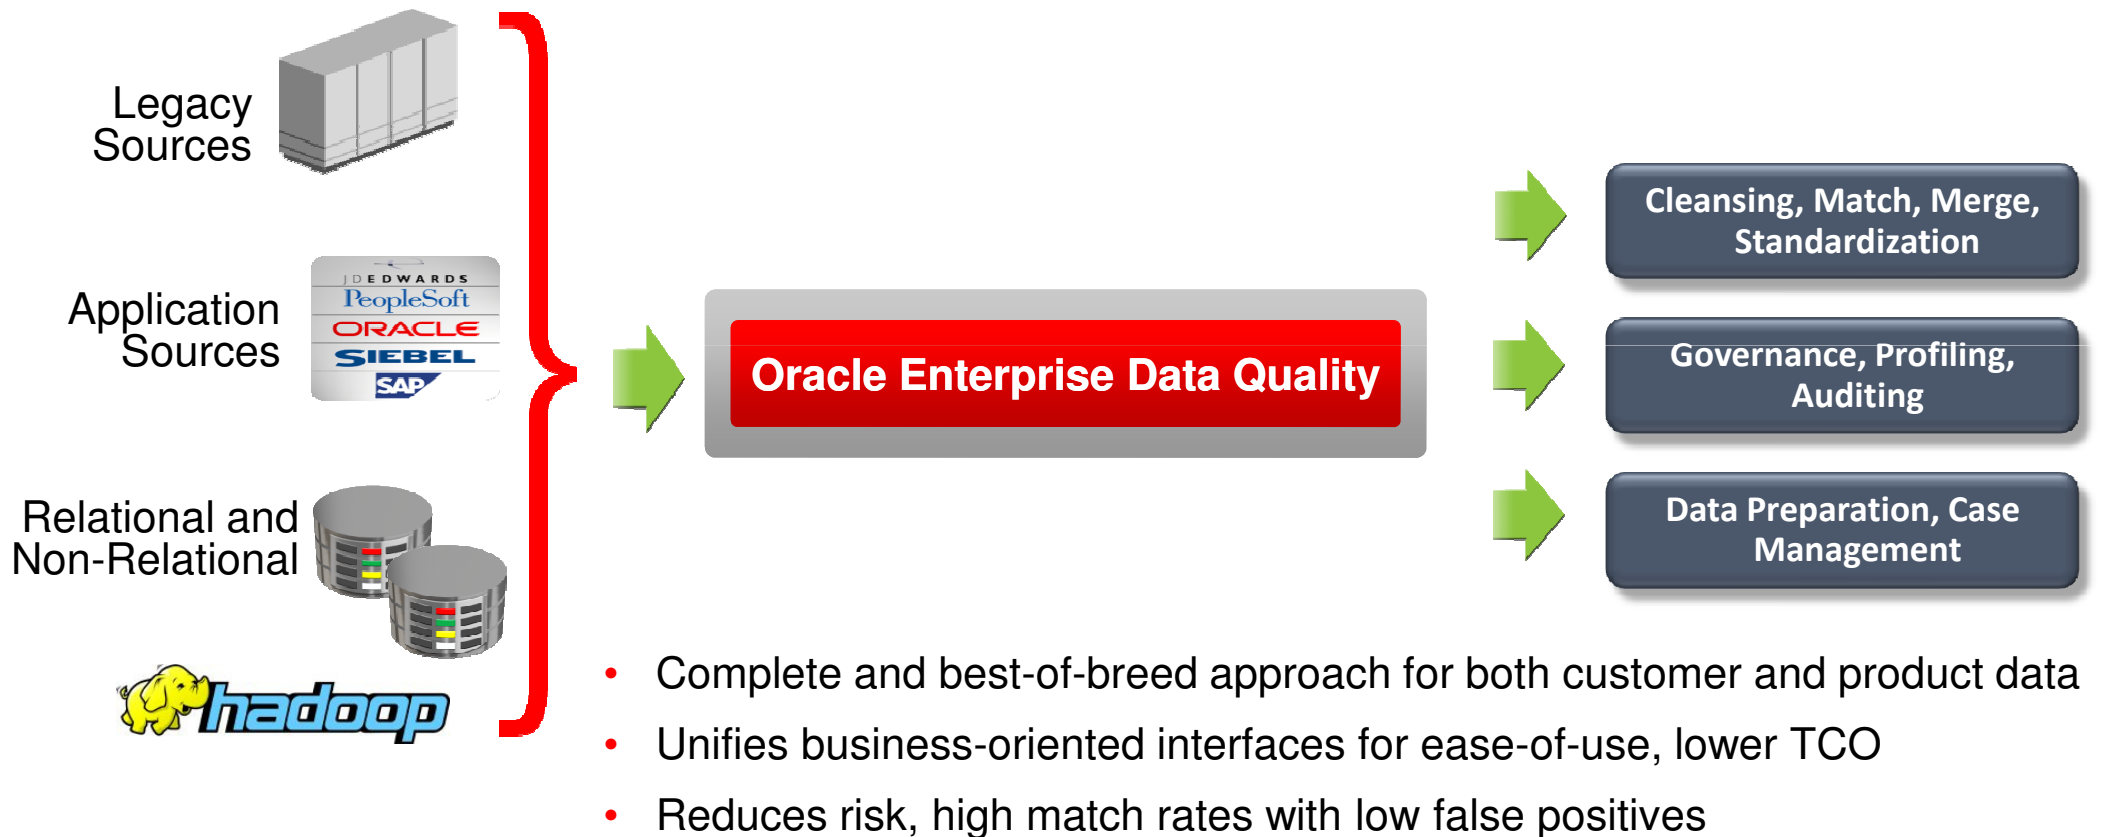 Legacy
Sources
Application
Sources
JDEDWARDS
PeopleSoft
ORACLE
SIEBEL
SAP
Relational and
Non-Relational
hadoop
Oracle Enterprise Data Quality
Cleansing, Match, Merge,
Standardization
Governance, Profiling,
Auditing
Data Preparation, Case
Management
• Complete and best-of-breed approach for both customer and product data
• Unifies business-oriented interfaces for ease-of-use, lower TCO
• Reduces risk, high match rates with low false positives